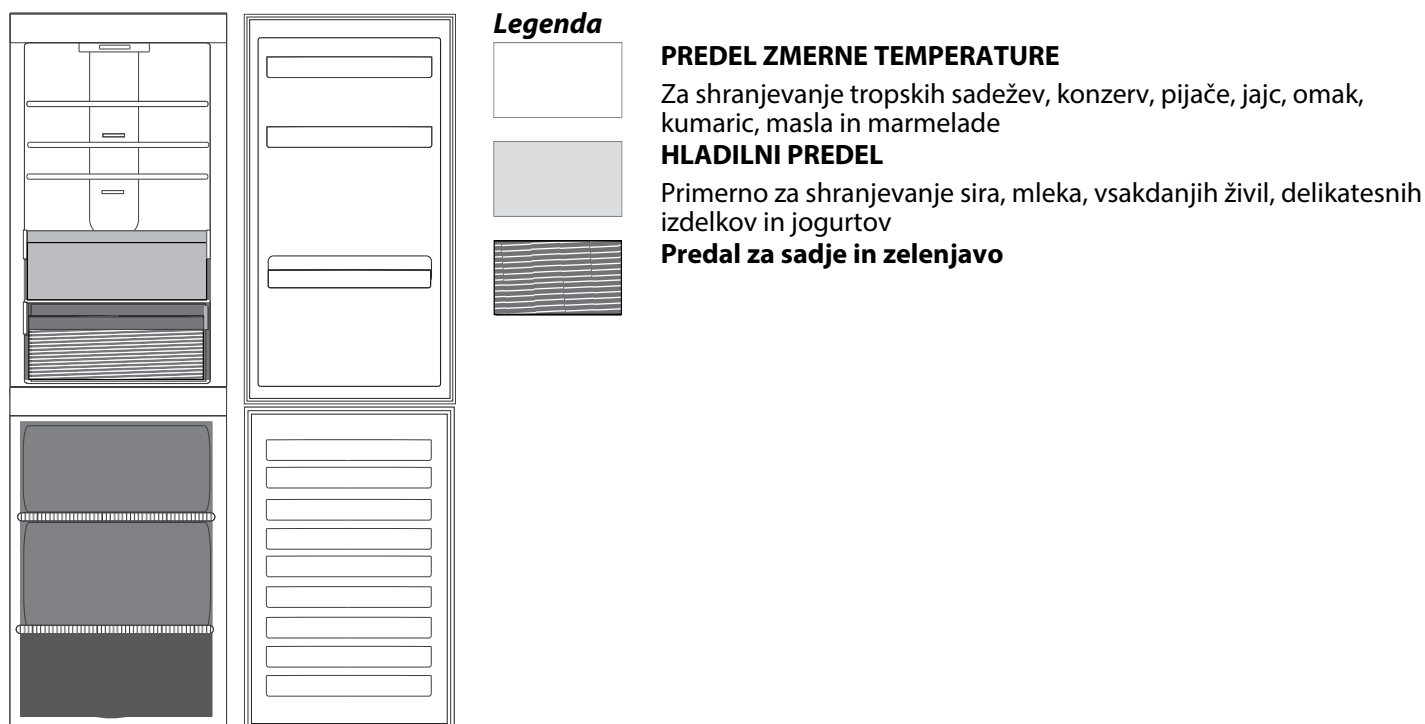 Legenda
PREDEL ZMERNE TEMPERATURE
Za shranjevanje tropskih sadežev, konzerv, pijače, jajc, omak,
kumaric, masla in marmelade
HLADILNI PREDEL
Primerno za shranjevanje sira, mleka, vsakdanjih živil, delikatesnih
izdelkov in jogurtov
Predal za sadje in zelenjavo